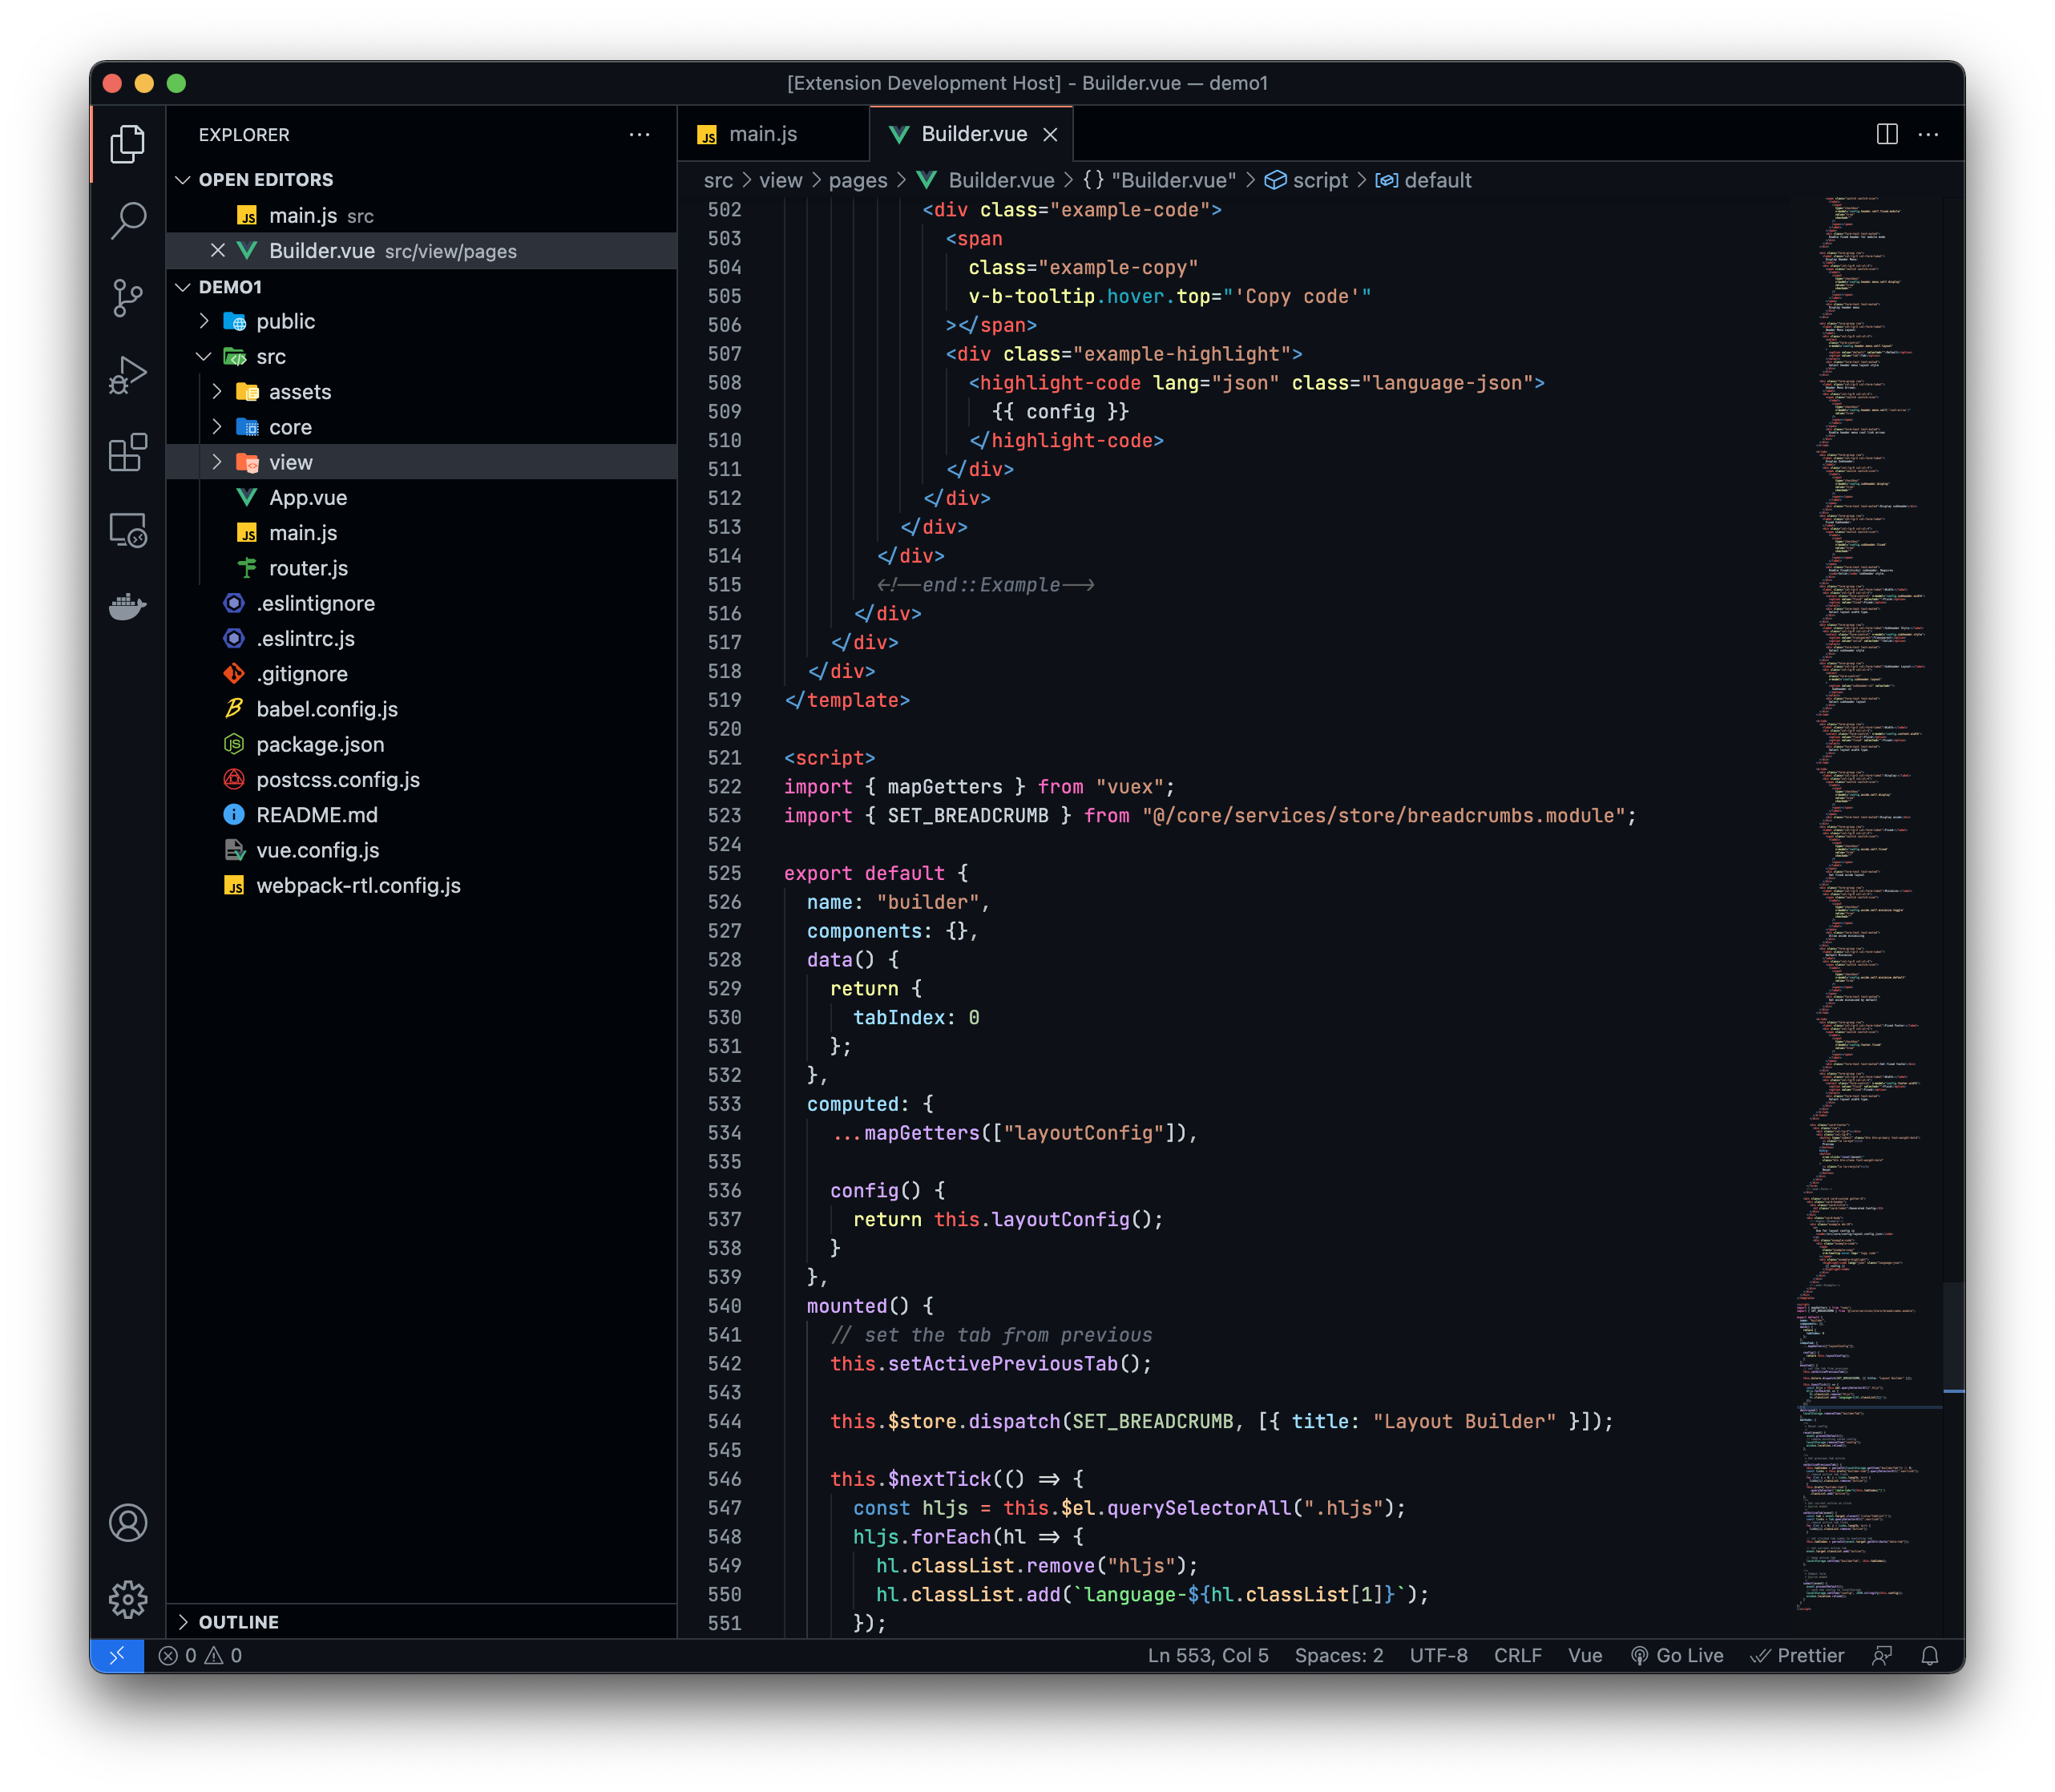 [Extension Development Host] - Builder.vue — demo1
EXPLORER
OPEN EDITORS
main.js src
Builder.vue src/view/pages
DEMO1
public
src
assets
core
view
App.vue
main.js
router.js
.eslintignore
.eslintrc.js
.gitignore
babel.config.js
package.json
postcss.config.js
README.md
vue.config.js
webpack-rtl.config.js
OUTLINE
main.js
Builder.vue
src > view > pages > Builder.vue > {} "Builder.vue" > script > default
502 <div class="example-code">
503 <span
504 class="example-copy"
505 v-b-tooltip.hover.top="'Copy code'"
506 ></span>
507 <div class="example-highlight">
508 <highlight-code lang="json" class="language-json">
509 {{ config }}
510 </highlight-code>
511 </div>
512 </div>
513 </div>
514 </div>
515 <!--end::Example-->
516 </div>
517 </div>
518 </div>
519 </template>
520
521 <script>
522 import { mapGetters } from "vuex";
523 import { SET_BREADCRUMB } from "@/core/services/store/breadcrumbs.module";
524
525 export default {
526 name: "builder",
527 components: {},
528 data() {
529 return {
530 tabIndex: 0
531 };
532 },
533 computed: {
534 ...mapGetters(["layoutConfig"]),
535
536 config() {
537 return this.layoutConfig();
538 }
539 },
540 mounted() {
541 // set the tab from previous
542 this.setActivePreviousTab();
543
544 this.$store.dispatch(SET_BREADCRUMB, [{ title: "Layout Builder" }]);
545
546 this.$nextTick(() => {
547 const hljs = this.$el.querySelectorAll(".hljs");
548 hljs.forEach(hl => {
549 hl.classList.remove("hljs");
550 hl.classList.add(`language-${hl.classList[1]}`);
551 });
0 0
Ln 553, Col 5 Spaces: 2 UTF-8 CRLF Vue Go Live Prettier